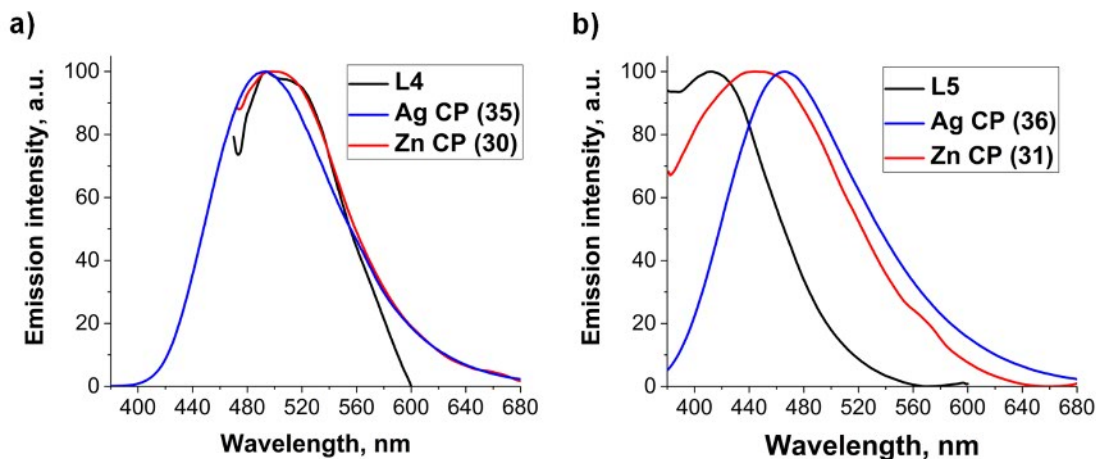 a)
Emission intensity, a.u.
100
80
60
40
20
0
L4
Ag CP (35)
Zn CP (30)
400 440 480 520 560 600 640 680
Wavelength, nm
b)
Emission intensity, a.u.
100
80
60
40
20
0
L5
Ag CP (36)
Zn CP (31)
400 440 480 520 560 600 640 680
Wavelength, nm